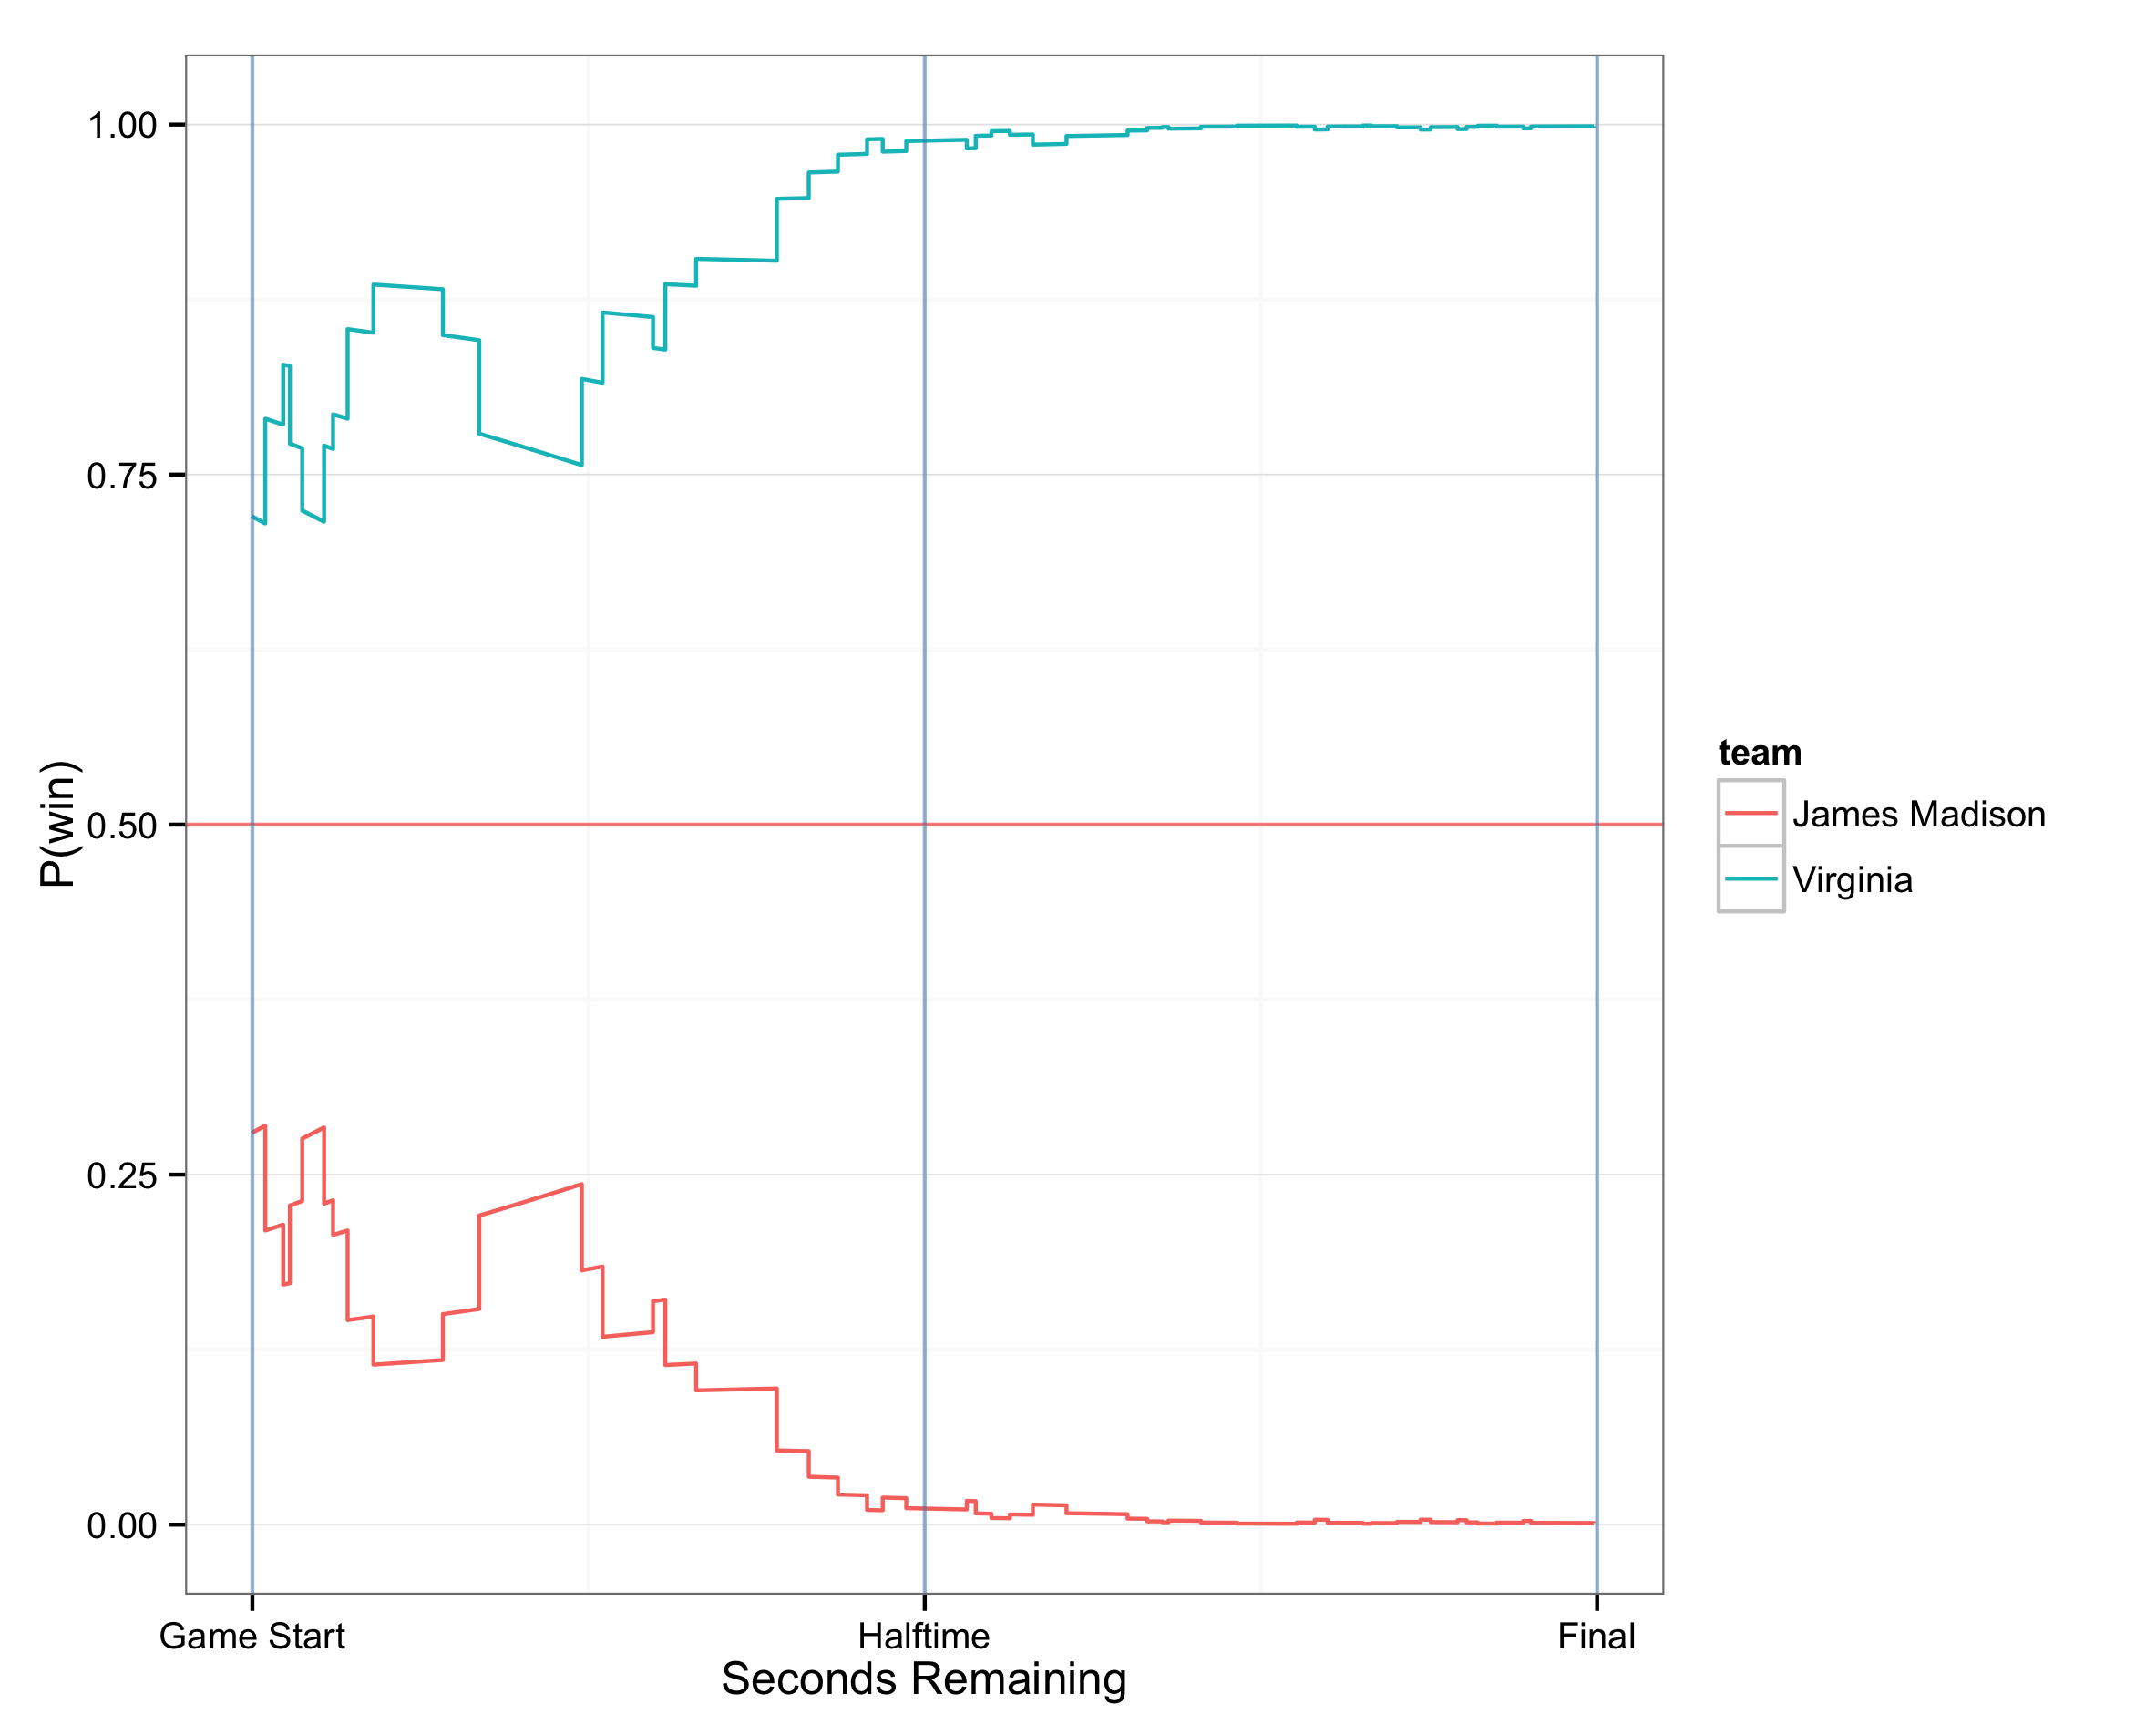 P(win)
1.00
0.75
0.50
0.25
0.00
Game Start
Halftime
Final
Seconds Remaining
team
James Madison
Virginia